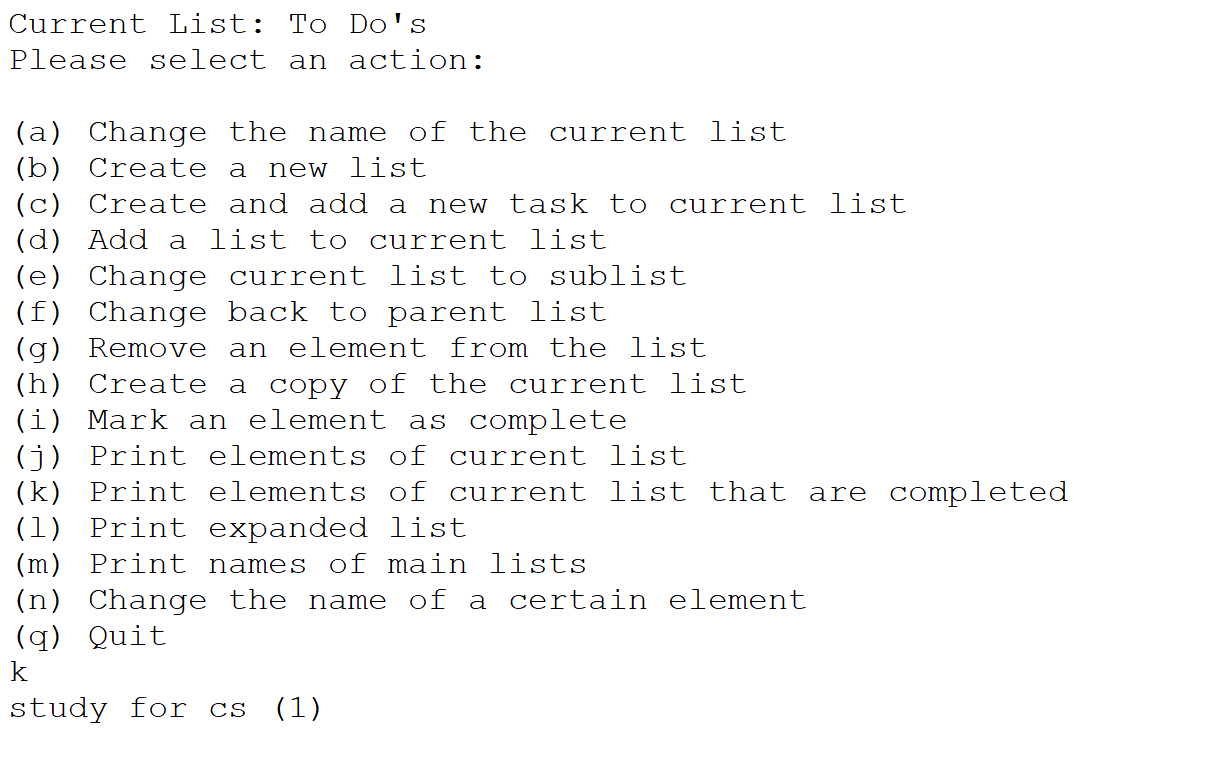 Current List: To Do's
Please select an action:
(a) Change the name of the current list
(b) Create a new list
(c) Create and add a new task to current list
(d) Add a list to current list
(e) Change current list to sublist
(f) Change back to parent list
(g) Remove an element from the list
(h) Create a copy of the current list
(i) Mark an element as complete
(j) Print elements of current list
(k) Print elements of current list that are completed
(l) Print expanded list
(m) Print names of main lists
(n) Change the name of a certain element
(q) Quit
k
study for cs (1)